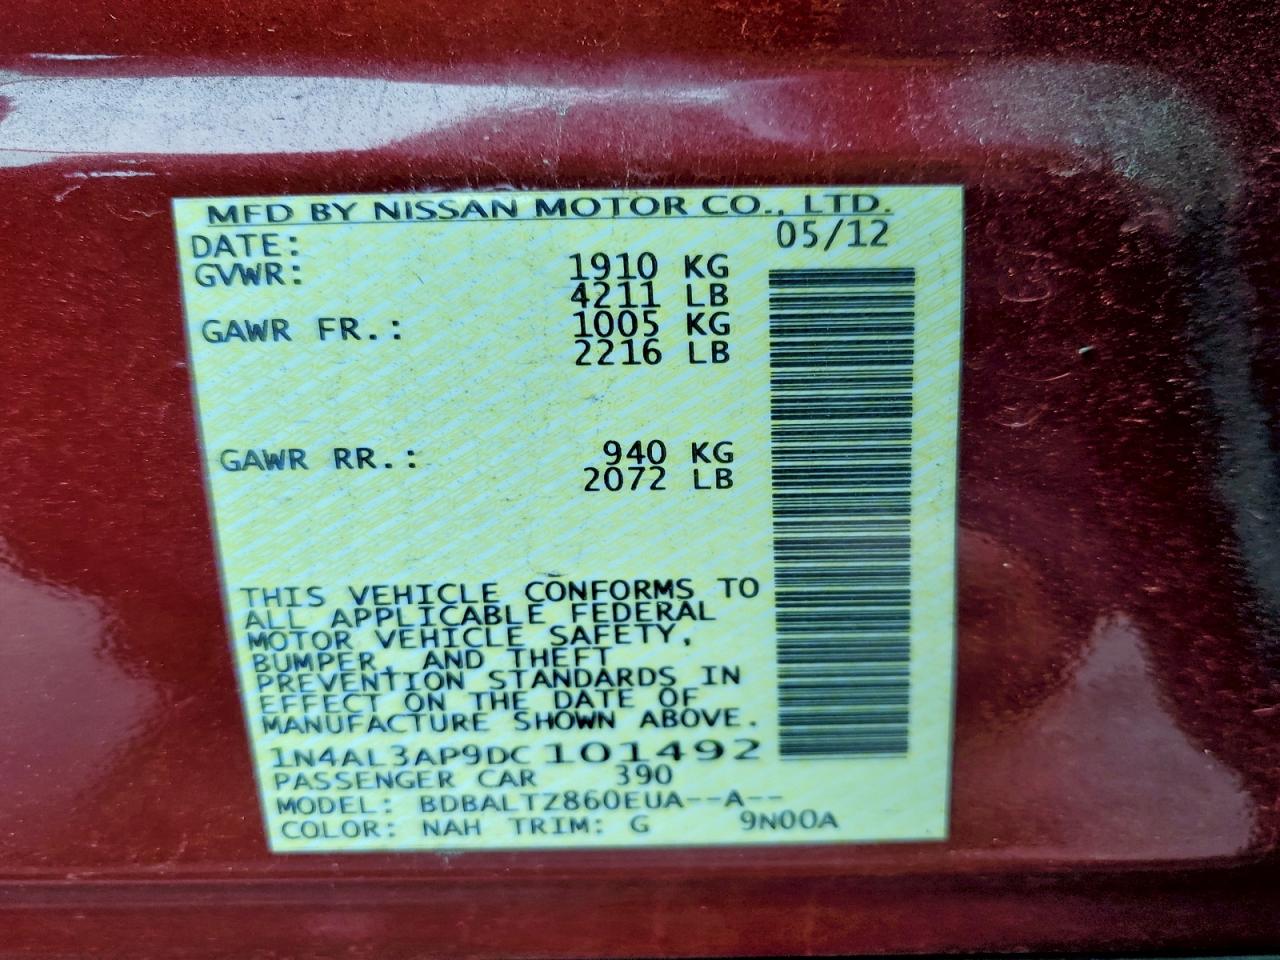 MFD BY NISSAN MOTOR CO., LTD.
DATE: 05/12
GVWR: 1910 KG
4211 LB
GAWR FR.: 1005 KG
2216 LB
GAWR RR.: 940 KG
2072 LB
THIS VEHICLE CONFORMS TO
ALL APPLICABLE FEDERAL
MOTOR VEHICLE SAFETY,
BUMPER, AND THEFT
PREVENTION STANDARDS IN
EFFECT ON THE DATE OF
MANUFACTURE SHOWN ABOVE.
1N4AL3AP9DC101492
PASSENGER CAR 390
MODEL: BDBALTZ860EUA--A--
COLOR: NAH TRIM: G 9N00A